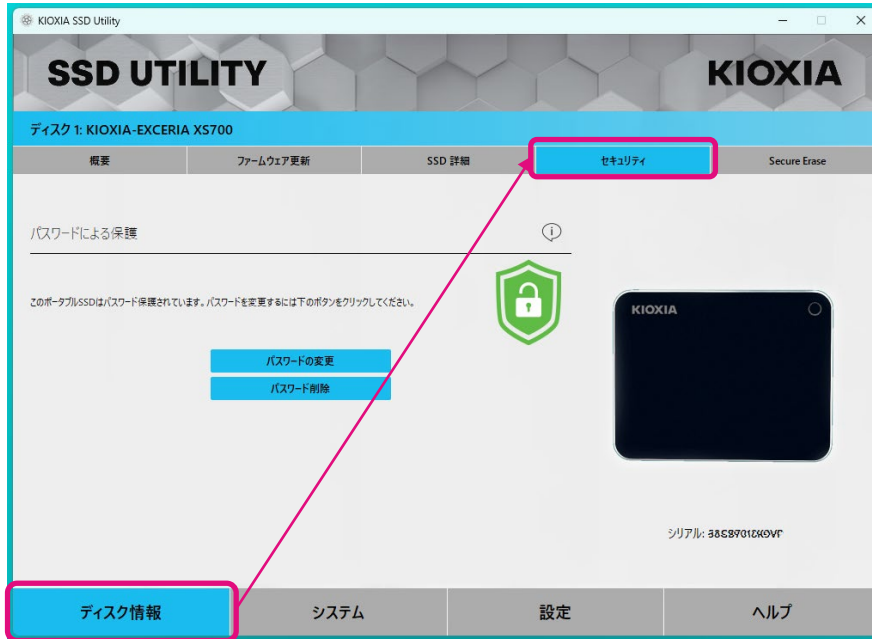 KIOXIA SSD Utility
SSD UTILITY
KIOXIA
ディスク 1: KIOXIA-EXCERIA XS700
概要
ファームウェア更新
SSD 詳細
セキュリティ
Secure Erase
パスワードによる保護
このポータブルSSDはパスワード保護されています。パスワードを変更するには下のボタンをクリックしてください。
パスワードの変更
パスワード削除
KIOXIA
シリアル:
ディスク情報
システム
設定
ヘルプ